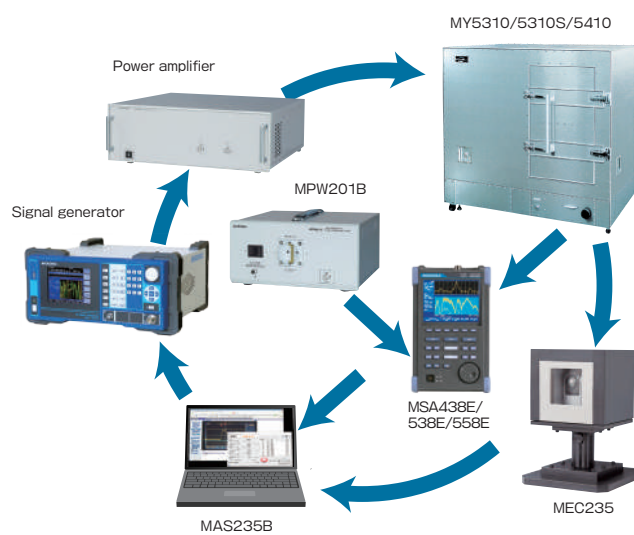 MY5310/5310S/5410
Power amplifier
MPW201B
Signal generator
MSA438E/
538E/558E
MAS235B
MEC235